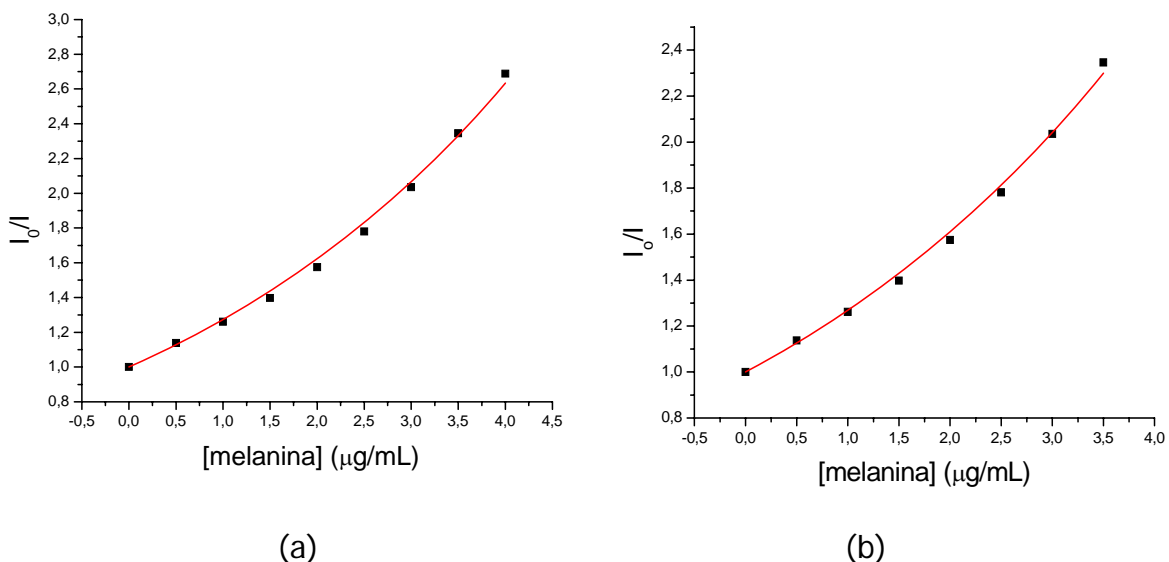 3,0
2,8
2,6
2,4
2,2
2,0
1,8
1,6
1,4
1,2
1,0
0,8
I0/I
-0,5 0,0 0,5 1,0 1,5 2,0 2,5 3,0 3,5 4,0 4,5
[melanina] (μg/mL)
(a)
2,4
2,2
2,0
1,8
1,6
1,4
1,2
1,0
0,8
Io/I
-0,5 0,0 0,5 1,0 1,5 2,0 2,5 3,0 3,5 4,0
[melanina] (μg/mL)
(b)